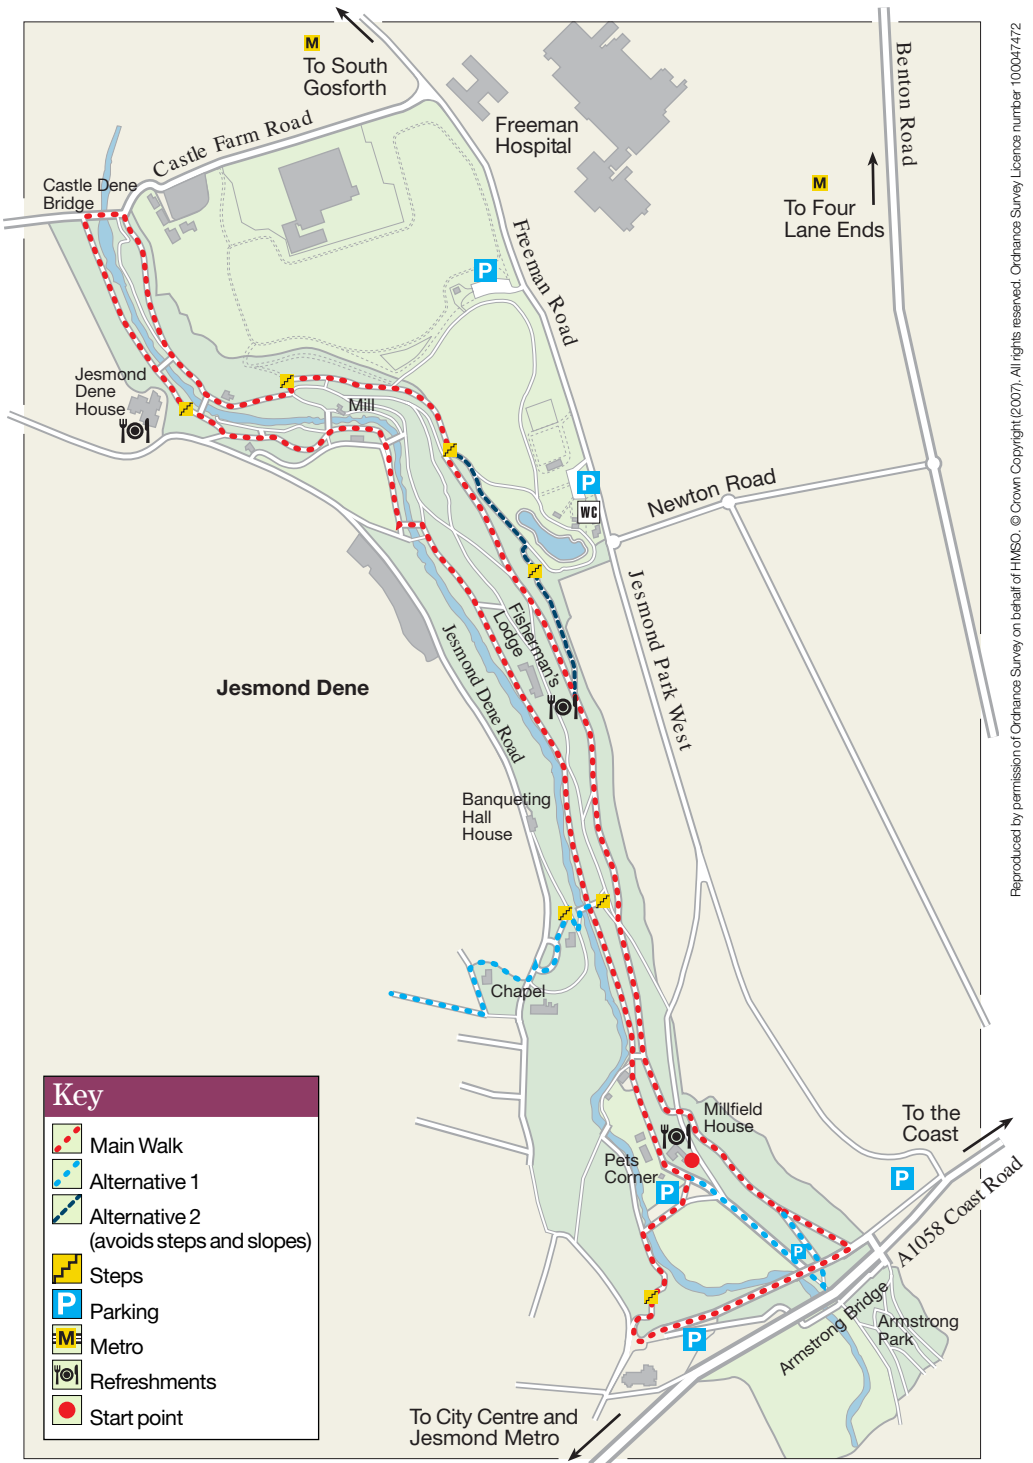 M
To South
Gosforth
Castle Farm Road
Freeman
Hospital
Benton Road
Castle Dene
Bridge
M
To Four
Lane Ends
P
Freeman Road
Jesmond
Dene
House
Mill
P
WC
Newton Road
Fisherman's
Lodge
Jesmond Park West
Jesmond Dene Road
Jesmond Dene
Banqueting
Hall
House
Chapel
Millfield
House
Pets
Corner
P
To the
Coast
P
A1058 Coast Road
P
Armstrong Bridge
Armstrong
Park
P
To City Centre and
Jesmond Metro
Key
Main Walk
Alternative 1
Alternative 2
(avoids steps and slopes)
Steps
P Parking
M Metro
Refreshments
Start point
Reproduced by permission of Ordnance Survey on behalf of HMSO. © Crown Copyright (2007). All rights reserved. Ordnance Survey Licence number 100047472